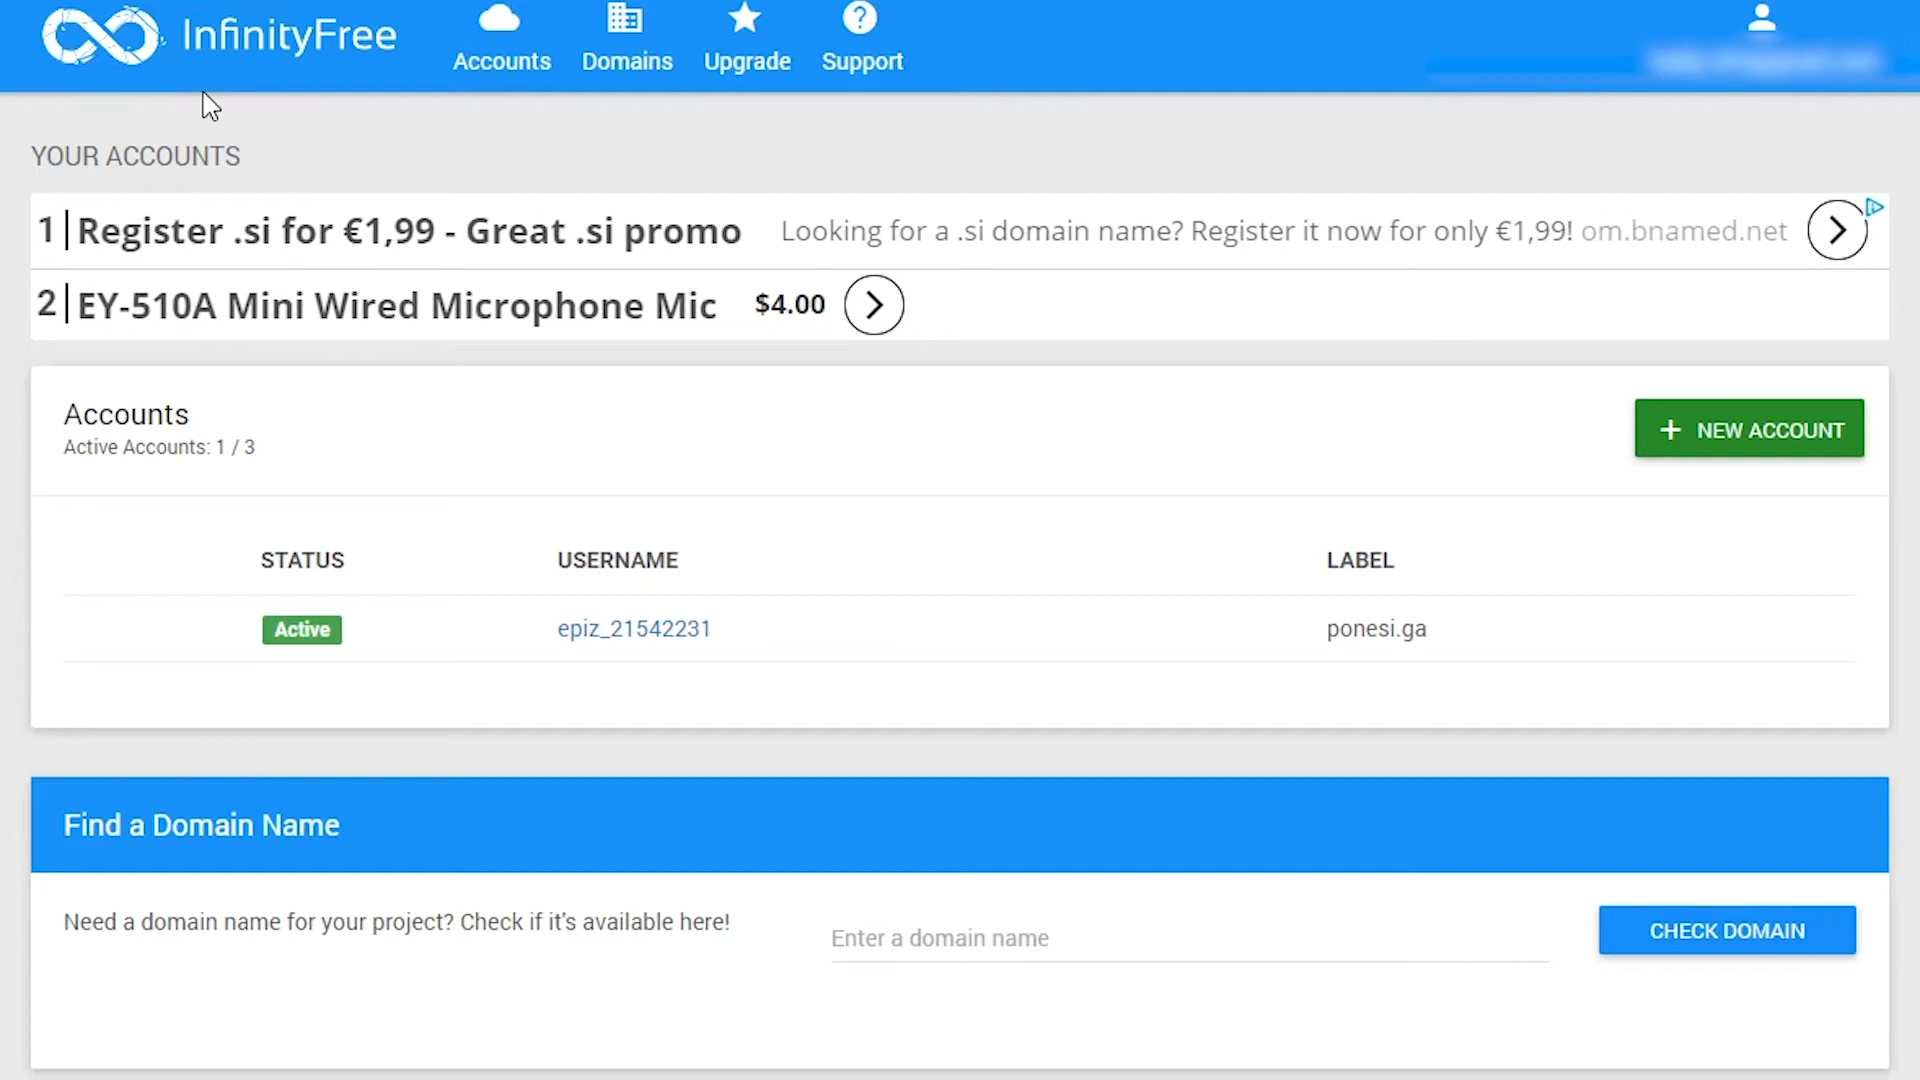 InfinityFree
Accounts
Domains
Upgrade
Support
YOUR ACCOUNTS
1 Register .si for €1,99 - Great .si promo Looking for a .si domain name? Register it now for only €1,99! om.bnamed.net
2 EY-510A Mini Wired Microphone Mic $4.00
Accounts
Active Accounts: 1 / 3
+ NEW ACCOUNT
STATUS USERNAME LABEL
Active epiz_21542231 ponesi.ga
Find a Domain Name
Need a domain name for your project? Check if it's available here!
Enter a domain name
CHECK DOMAIN